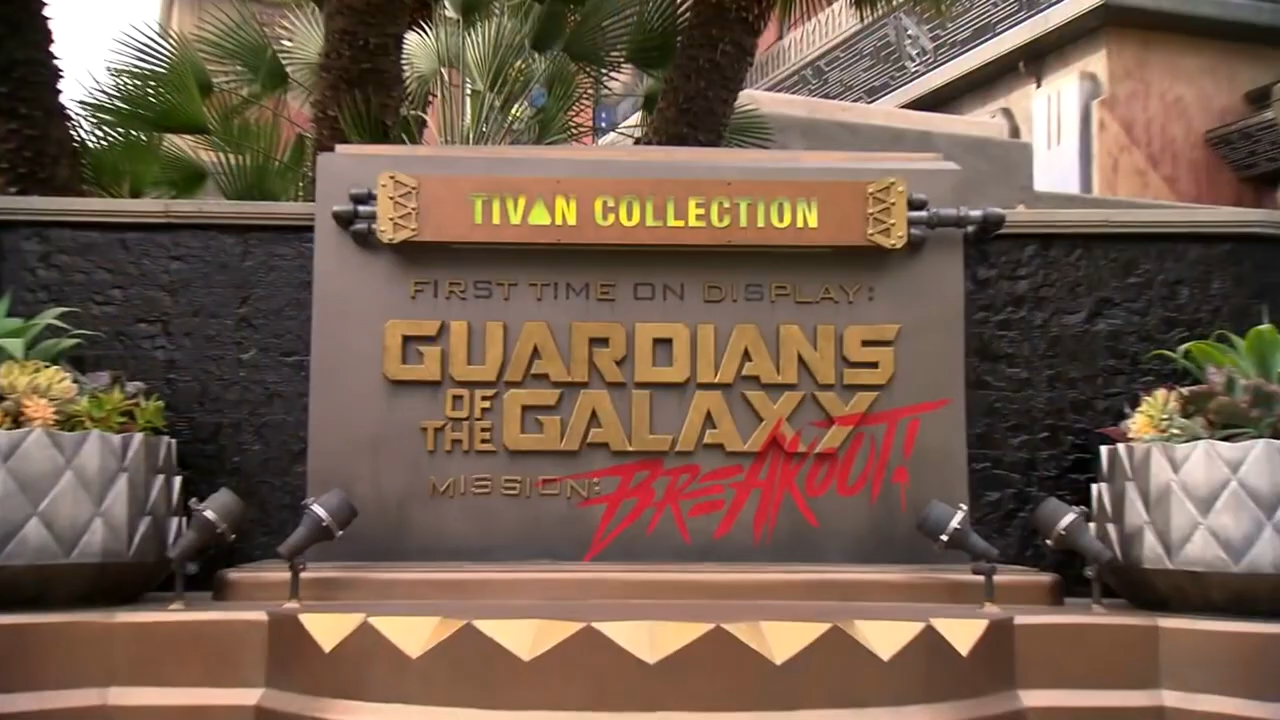 TIVAN COLLECTION
FIRST TIME ON DISPLAY:
GUARDIANS
OF THE GALAXY
MISSION: BREAKOUT!